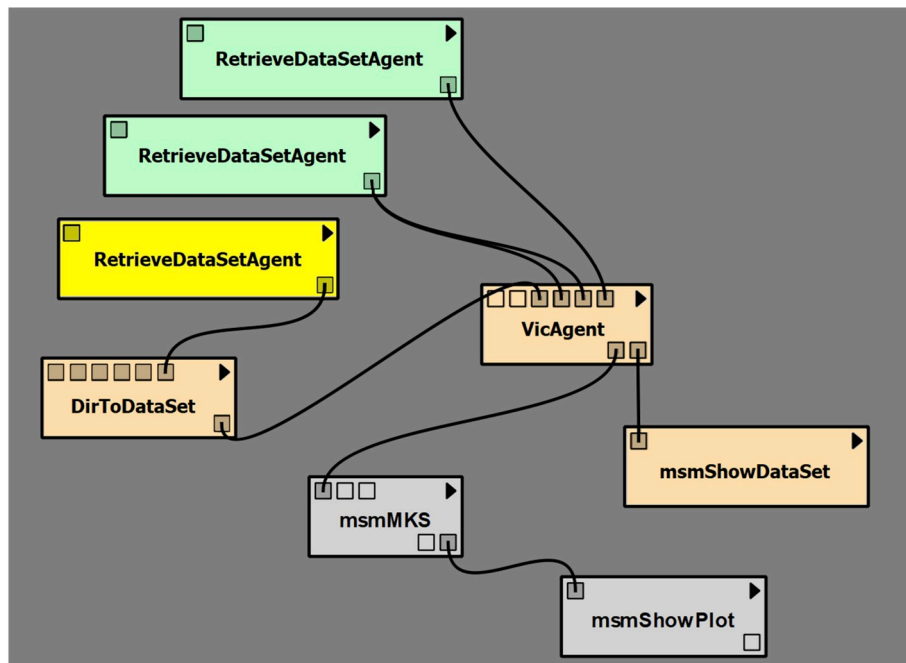 RetrieveDataSetAgent
RetrieveDataSetAgent
RetrieveDataSetAgent
VicAgent
DirToDataSet
msmShowDataSet
msmMKS
msmShowPlot